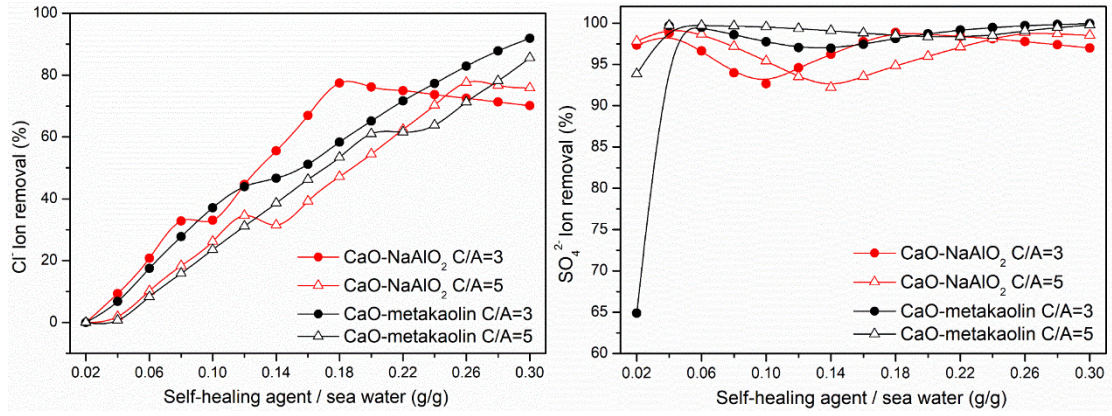 Cl⁻ Ion removal (%)
100
80
60
40
20
0
CaO-NaAlO₂ C/A=3
CaO-NaAlO₂ C/A=5
CaO-metakaolin C/A=3
CaO-metakaolin C/A=5
0.02 0.06 0.10 0.14 0.18 0.22 0.26 0.30
Self-healing agent / sea water (g/g)
SO₄²⁻ Ion removal (%)
100
95
90
85
80
75
70
65
60
CaO-NaAlO₂ C/A=3
CaO-NaAlO₂ C/A=5
CaO-metakaolin C/A=3
CaO-metakaolin C/A=5
0.02 0.06 0.10 0.14 0.18 0.22 0.26 0.30
Self-healing agent / sea water (g/g)